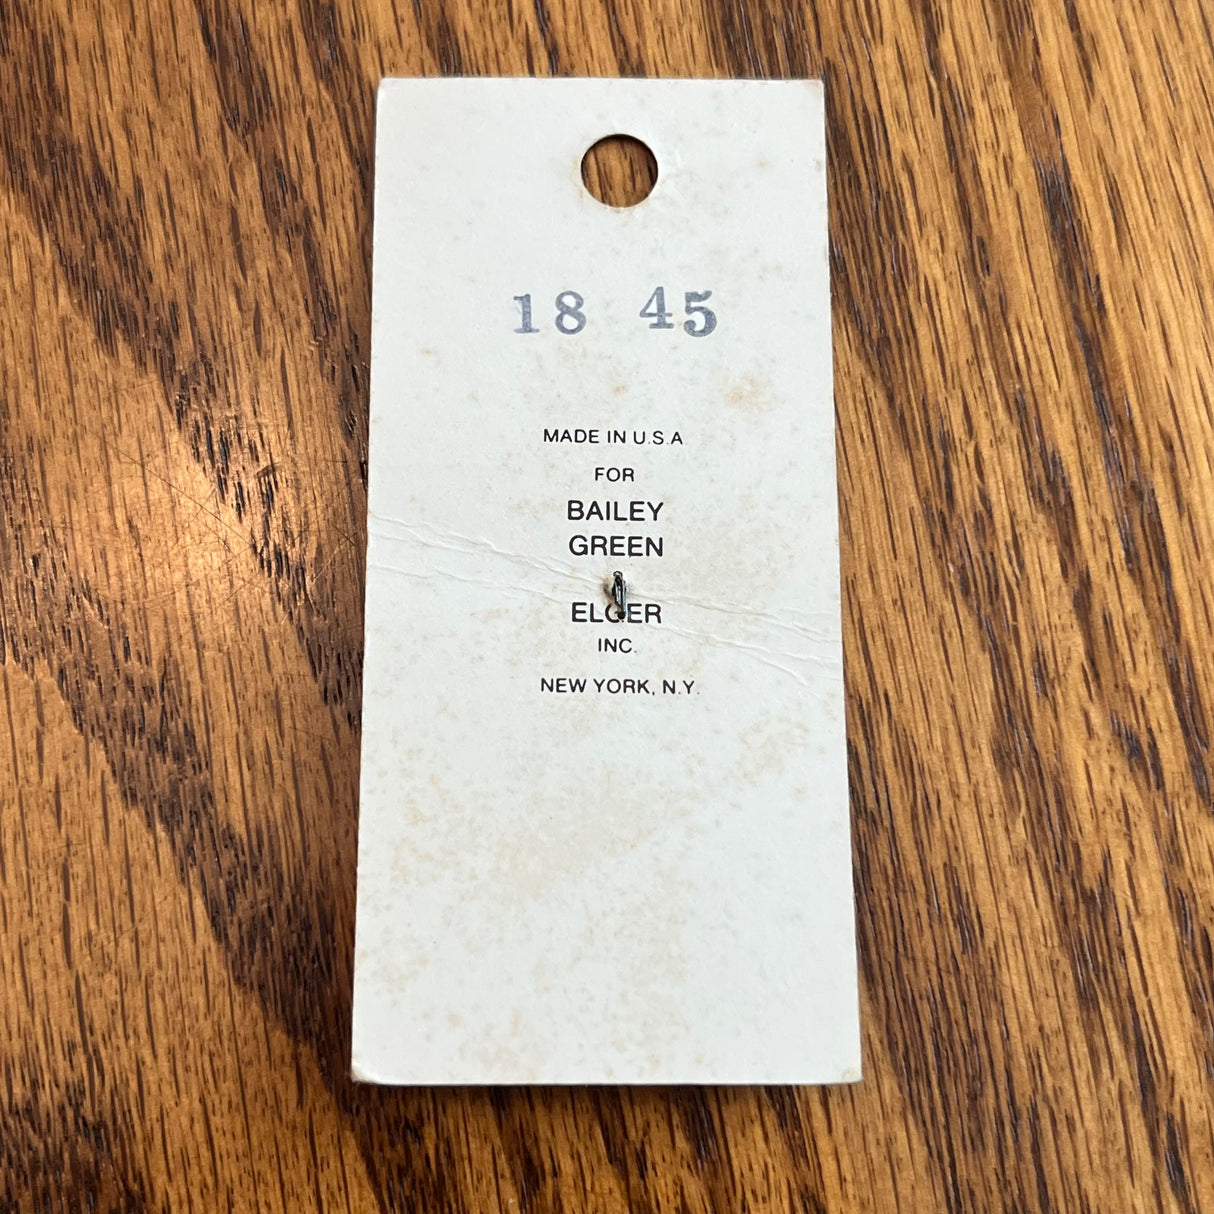 18 45
MADE IN U.S.A.
FOR
BAILEY
GREEN
ELGER
INC.
NEW YORK, N.Y.